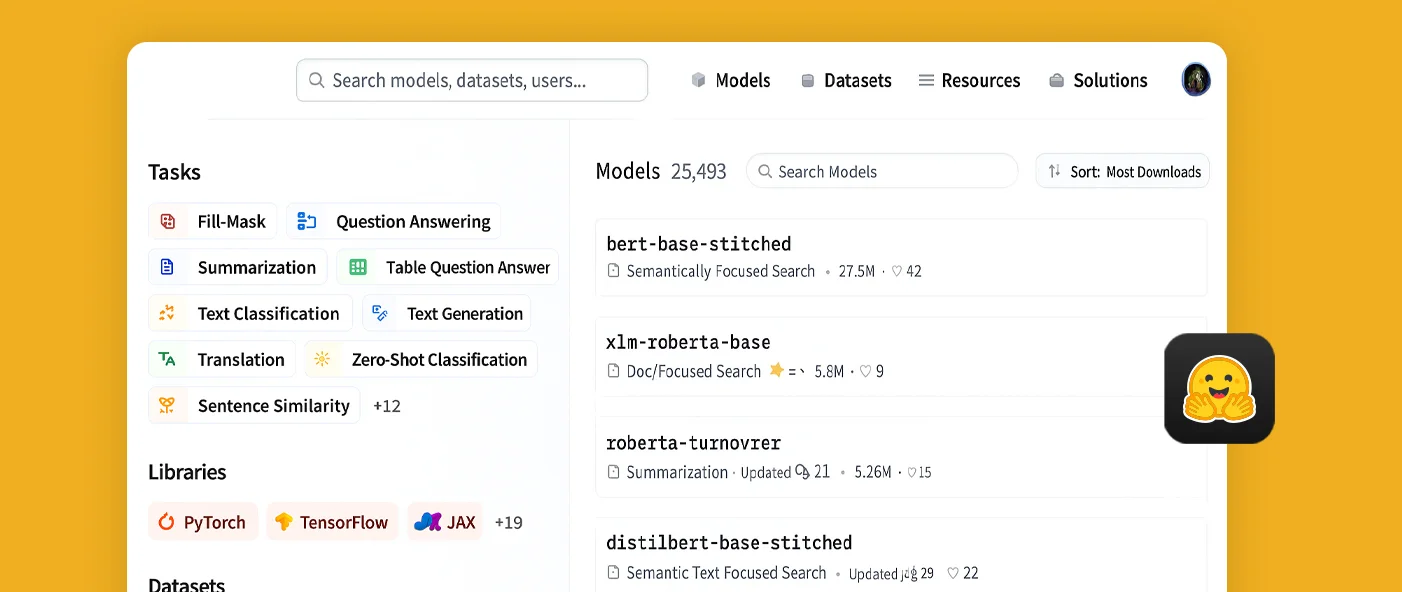 Search models, datasets, users...
Models
Datasets
Resources
Solutions
Tasks
Fill-Mask
Question Answering
Summarization
Table Question Answer
Text Classification
Text Generation
Translation
Zero-Shot Classification
Sentence Similarity
+12
Libraries
PyTorch
TensorFlow
JAX
+19
Datasets
Models 25,493
Search Models
Sort: Most Downloads
bert-base-stitched
Semantically Focused Search • 27.5M · ♡ 42
xlm-roberta-base
Doc/Focused Search 5.8M · ♡ 9
roberta-turnovrer
Summarization · Updated 21 • 5.26M · ♡ 15
distilbert-base-stitched
Semantic Text Focused Search • Updated 29 ♡ 22